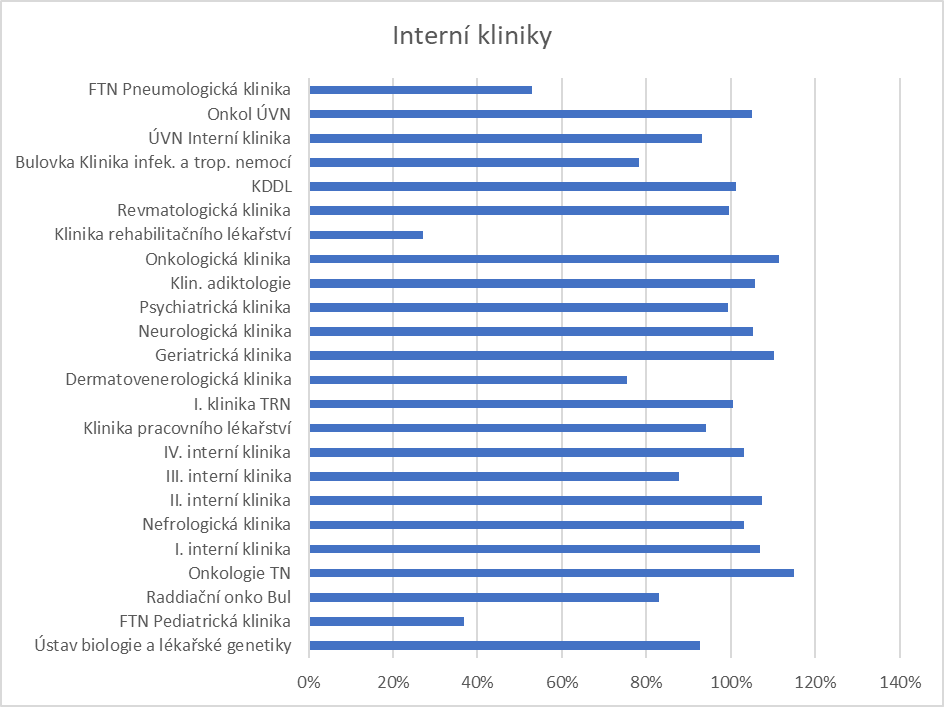 Interní kliniky
FTN Pneumologická klinika
Onkol ÚVN
ÚVN Interní klinika
Bulovka Klinika infek. a trop. nemocí
KDDL
Revmatologická klinika
Klinika rehabilitačního lékařství
Onkologická klinika
Klin. adiktologie
Psychiatrická klinika
Neurologická klinika
Geriatrická klinika
Dermatovenerologická klinika
I. klinika TRN
Klinika pracovního lékařství
IV. interní klinika
III. interní klinika
II. interní klinika
Nefrologická klinika
I. interní klinika
Onkologie TN
Raddiační onko Bul
FTN Pediatrická klinika
Ústav biologie a lékařské genetiky
0% 20% 40% 60% 80% 100% 120% 140%